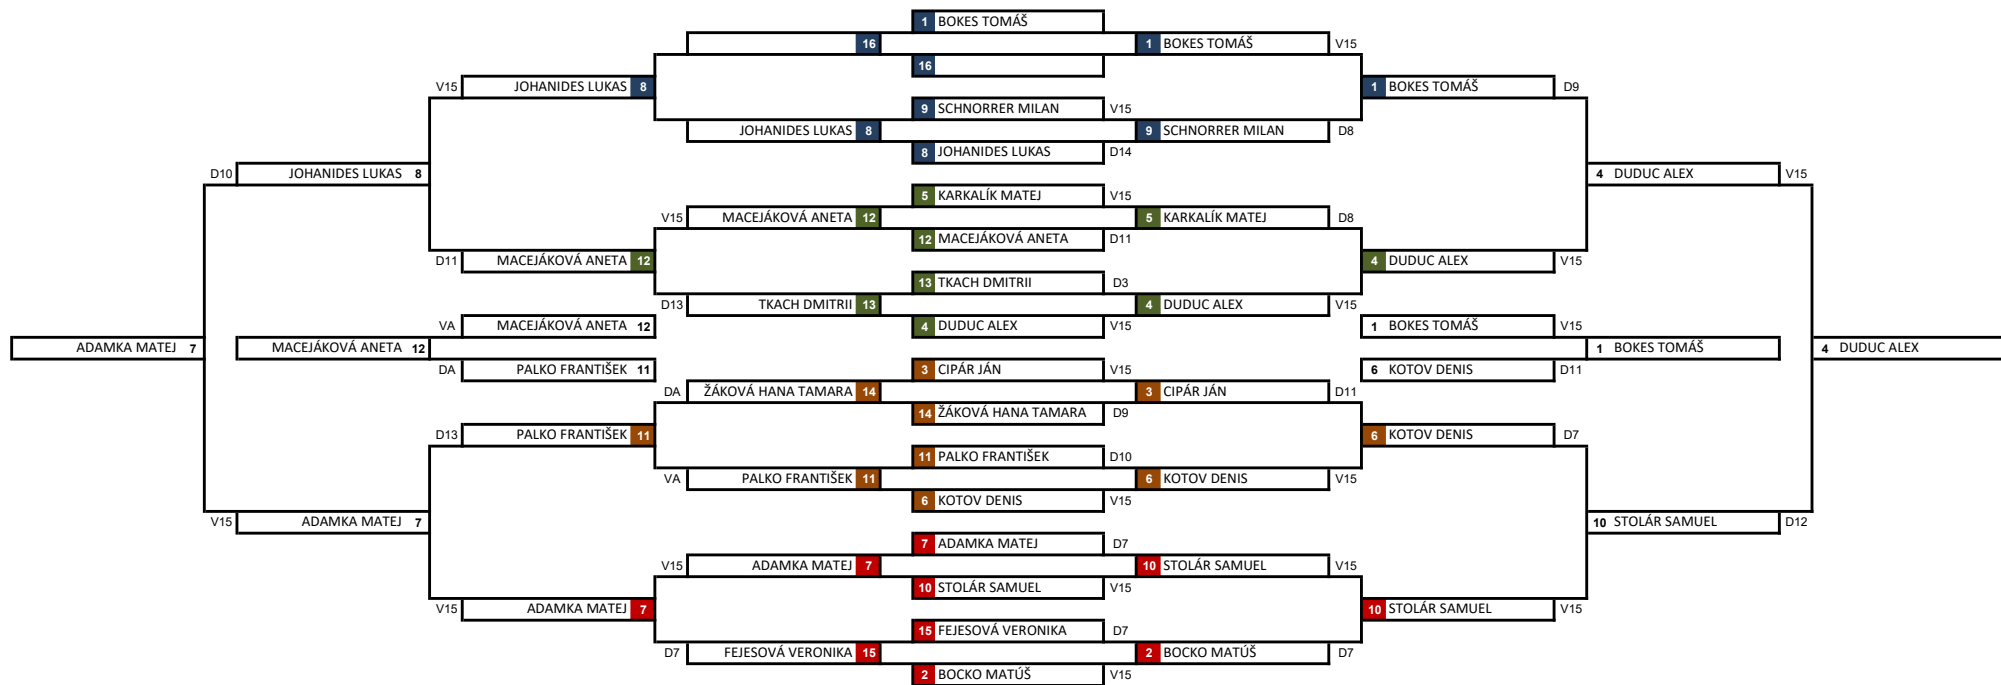 1 BOKES TOMÁŠ
16 1 BOKES TOMÁŠ V15
16
V15 JOHANIDES LUKAS 8 1 BOKES TOMÁŠ D9
9 SCHNORRER MILAN V15
JOHANIDES LUKAS 8 9 SCHNORRER MILAN D8
8 JOHANIDES LUKAS D14
D10 JOHANIDES LUKAS 8 4 DUDUC ALEX V15
5 KARKALÍK MATEJ V15
V15 MACEJÁKOVÁ ANETA 12 5 KARKALÍK MATEJ D8
12 MACEJÁKOVÁ ANETA D11
D11 MACEJÁKOVÁ ANETA 12 4 DUDUC ALEX V15
13 TKACH DMITRII D3
D13 TKACH DMITRII 13 4 DUDUC ALEX V15
VA MACEJÁKOVÁ ANETA 12 4 DUDUC ALEX V15 1 BOKES TOMÁŠ V15
ADAMKA MATEJ 7 MACEJÁKOVÁ ANETA 12 1 BOKES TOMÁŠ 4 DUDUC ALEX
DA PALKO FRANTIŠEK 11 3 CIPÁR JÁN V15 6 KOTOV DENIS D11
DA ŽÁKOVÁ HANA TAMARA 14 3 CIPÁR JÁN D11
14 ŽÁKOVÁ HANA TAMARA D9
D13 PALKO FRANTIŠEK 11 6 KOTOV DENIS D7
11 PALKO FRANTIŠEK D10
VA PALKO FRANTIŠEK 11 6 KOTOV DENIS V15
6 KOTOV DENIS V15
V15 ADAMKA MATEJ 7 10 STOLÁR SAMUEL D12
7 ADAMKA MATEJ D7
V15 ADAMKA MATEJ 7 10 STOLÁR SAMUEL V15
10 STOLÁR SAMUEL V15
V15 ADAMKA MATEJ 7 10 STOLÁR SAMUEL V15
15 FEJESOVÁ VERONIKA D7
D7 FEJESOVÁ VERONIKA 15 2 BOCKO MATÚŠ D7
2 BOCKO MATÚŠ V15